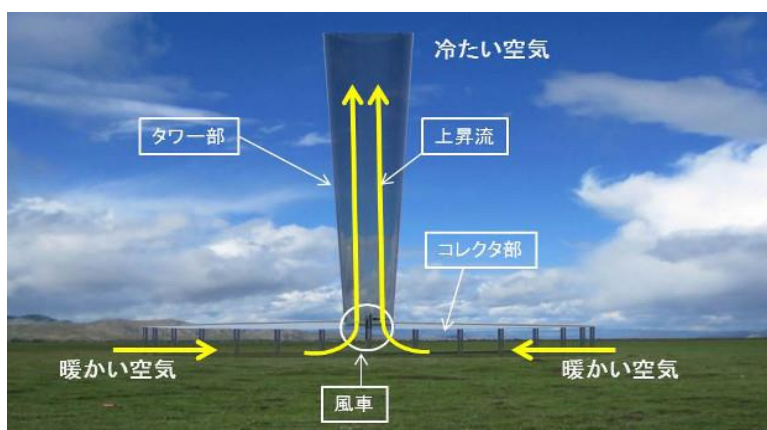 冷たい空気
タワー部
上昇流
コレクタ部
暖かい空気
暖かい空気
風車